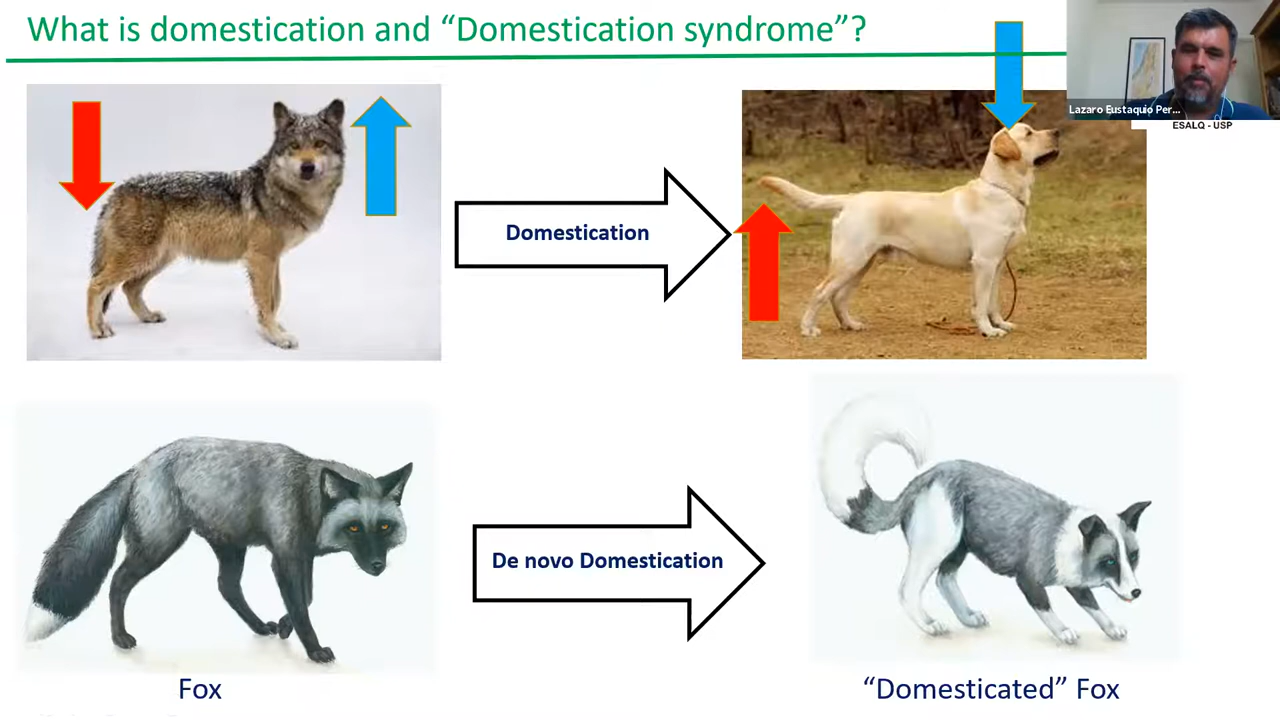 What is domestication and “Domestication syndrome”?
Lazaro Eustaquio Per...
ESALQ - USP
Domestication
De novo Domestication
Fox
“Domesticated” Fox